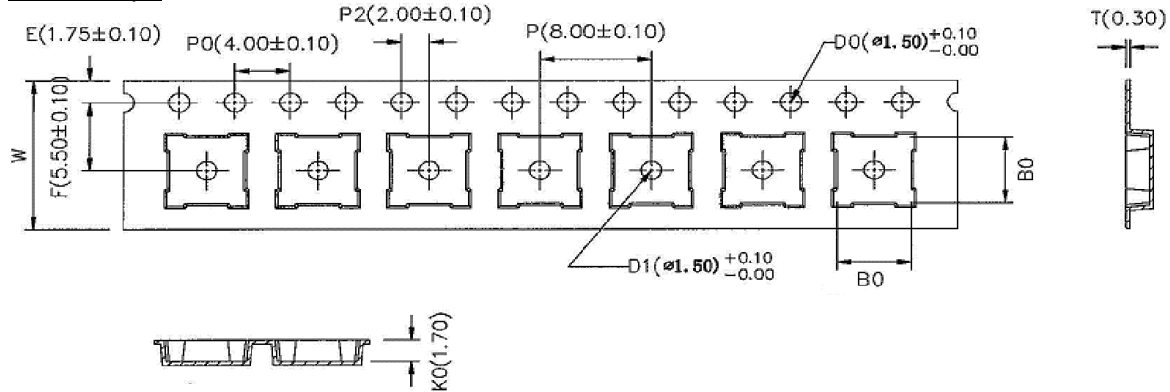 P2(2.00±0.10)
T(0.30)
E(1.75±0.10)
P0(4.00±0.10)
P(8.00±0.10)
D0(ø1.50)+0.10
-0.00
W
F(5.50±0.10)
B0
D1(ø1.50)+0.10
-0.00
B0
K0(1.70)